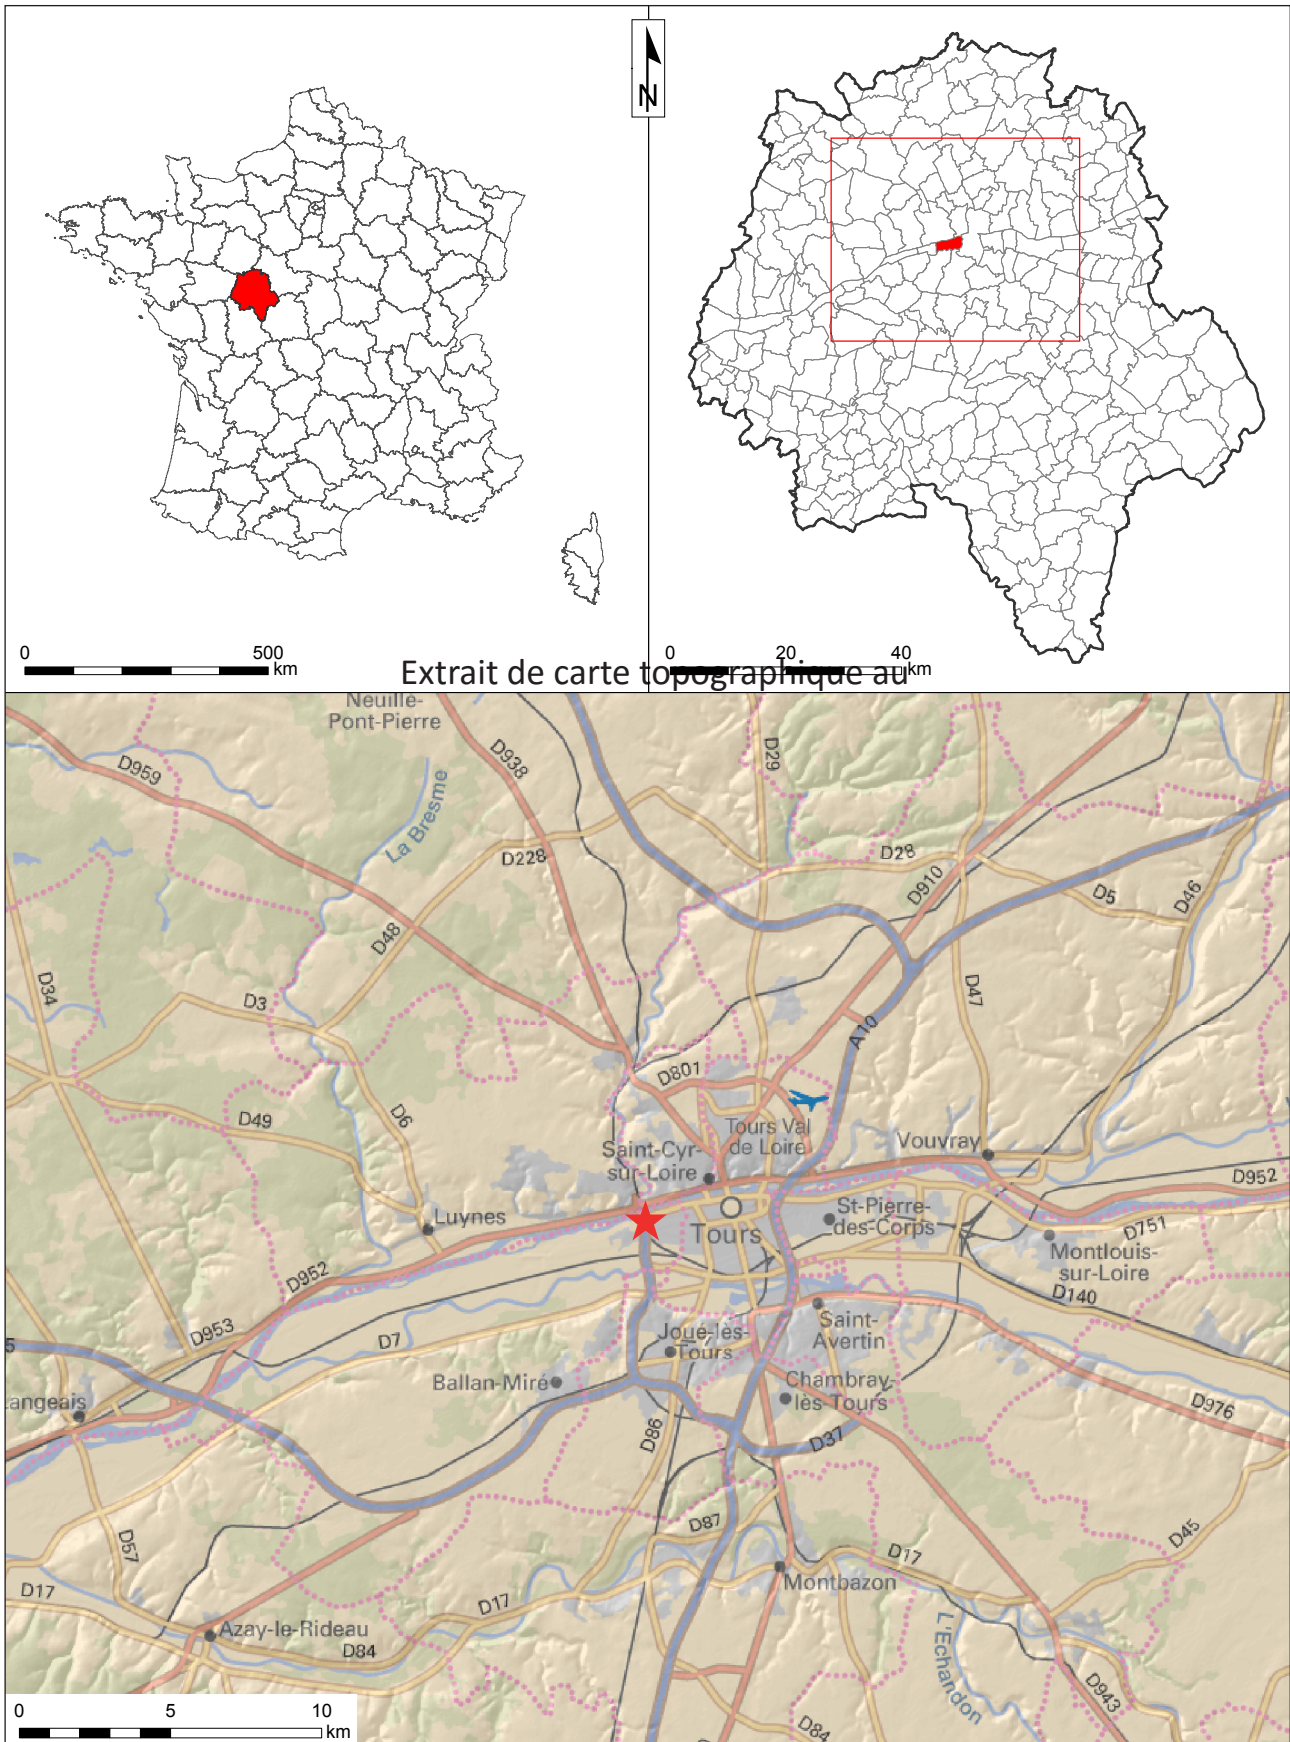 N
0 500
km
0 20 40
km
Extrait de carte topographique au
Neuillé-
Pont-Pierre
D959
D938
D29
La Bresme
D228
D28
D910
D5
D46
D48
D34
D3
D47
A10
D801
D49
D6
Tours Val
de Loire
Vouvray
Saint-Cyr-
sur-Loire
D952
Luynes
St-Pierre-
des-Corps
Tours
D751
Montlouis-
sur-Loire
D952
D140
D953
D7
Saint-
Avertin
Joué-lès-
Tours
5
Ballan-Miré
Chambray-
lès-Tours
Langeais
D976
D86
D37
D87
D57
D45
D17
D17
Montbazon
D17
Azay-le-Rideau
D84
L'Echandon
D943
D84
0 5 10
km